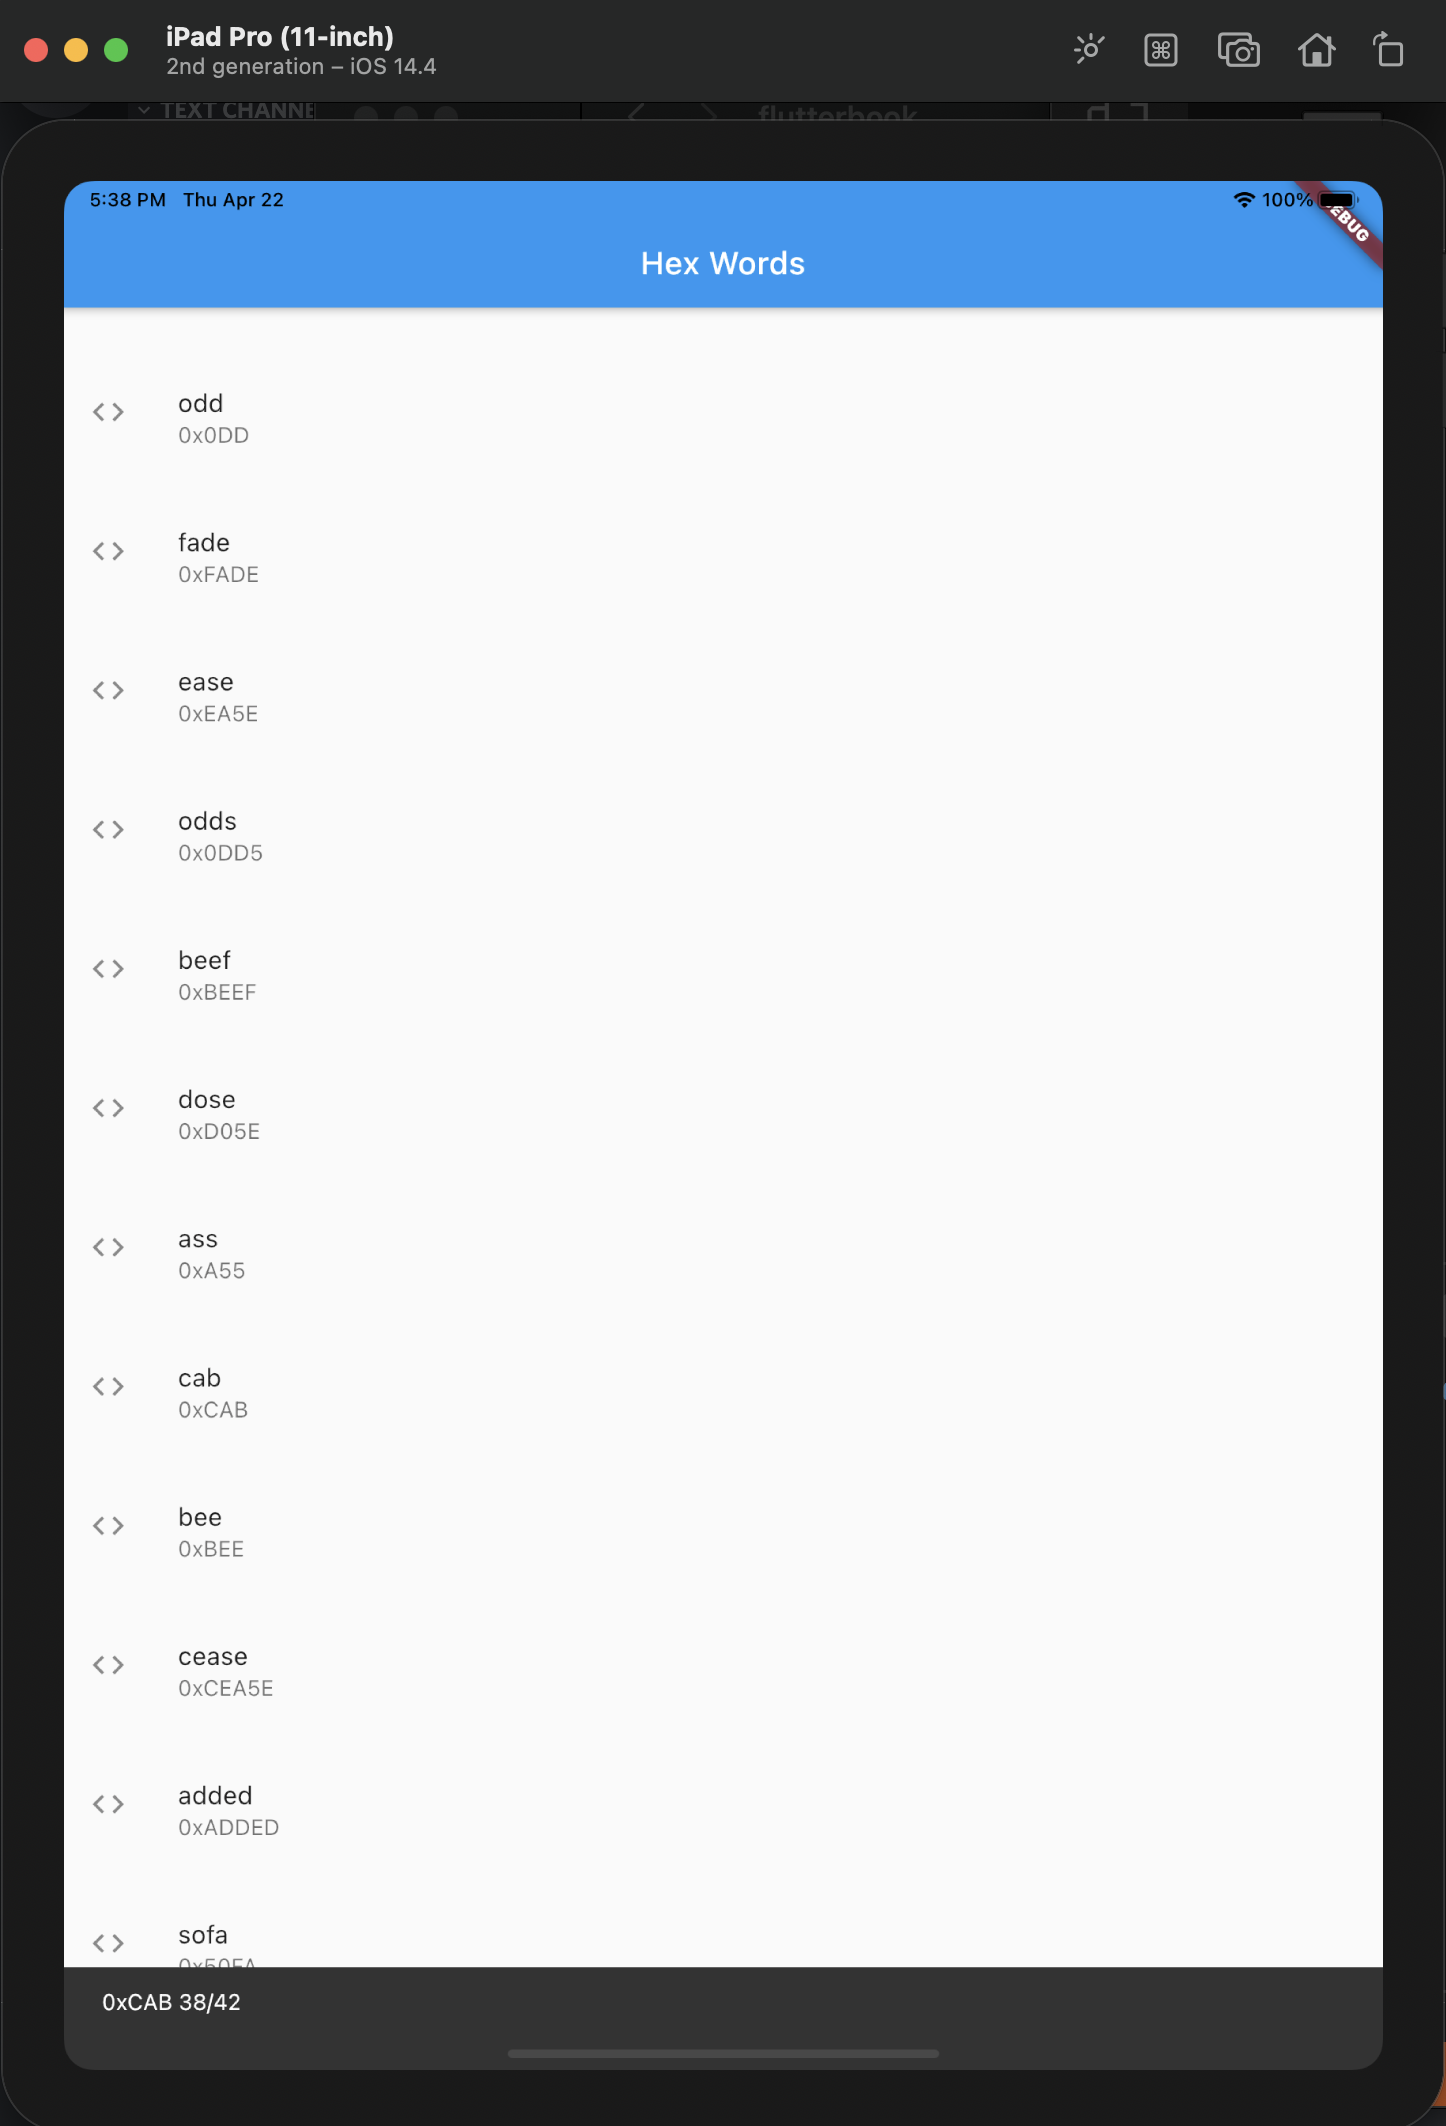 iPad Pro (11-inch)
2nd generation – iOS 14.4
TEXT CHANNE
flutterbook
5:38 PM Thu Apr 22
100%
EBUG
Hex Words
odd
0x0DD
fade
0xFADE
ease
0xEA5E
odds
0x0DD5
beef
0xBEEF
dose
0xD05E
ass
0xA55
cab
0xCAB
bee
0xBEE
cease
0xCEA5E
added
0xADDED
sofa
0x50FA
0xCAB 38/42